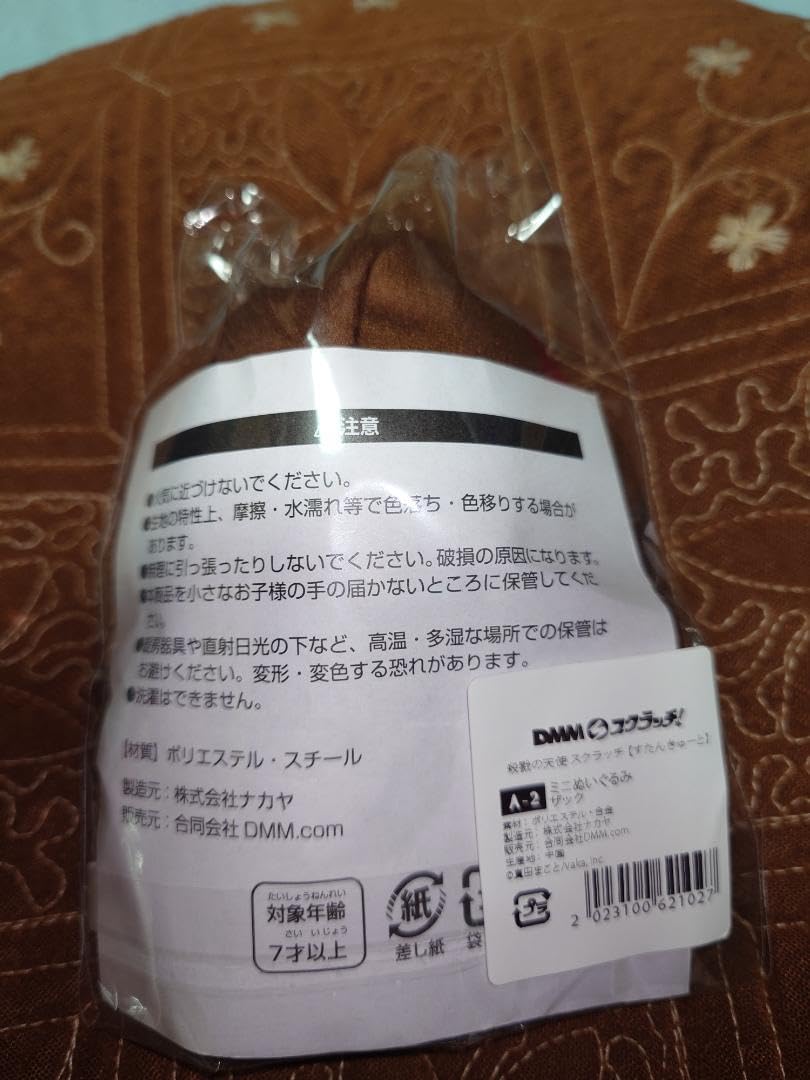 ⚠注意
●火気に近づけないでください。
●生地の特性上、摩擦・水濡れ等で色落ち・色移りする場合が
あります。
●無理に引っ張ったりしないでください。破損の原因になります。
●本商品を小さなお子様の手の届かないところに保管してくだ
さい。
●暖房器具や直射日光の下など、高温・多湿な場所での保管は
お避けください。変形・変色する恐れがあります。
●洗濯はできません。
【材質】ポリエステル・スチール
製造元：株式会社ナカヤ
販売元：合同会社DMM.com
たいしょうねんれい
対象年齢
さい いじょう
7才以上
紙
差し紙
袋
DMMスクラッチ!
殺戮の天使 スクラッチ【すたんきゅーと】
A-2
ミニぬいぐるみ
ザック
素材：ポリエステル・合金
製造元：株式会社ナカヤ
販売元：合同会社DMM.com
生産地：中国
©真田まこと/Vaka, Inc.
プラ
2 023100 621027